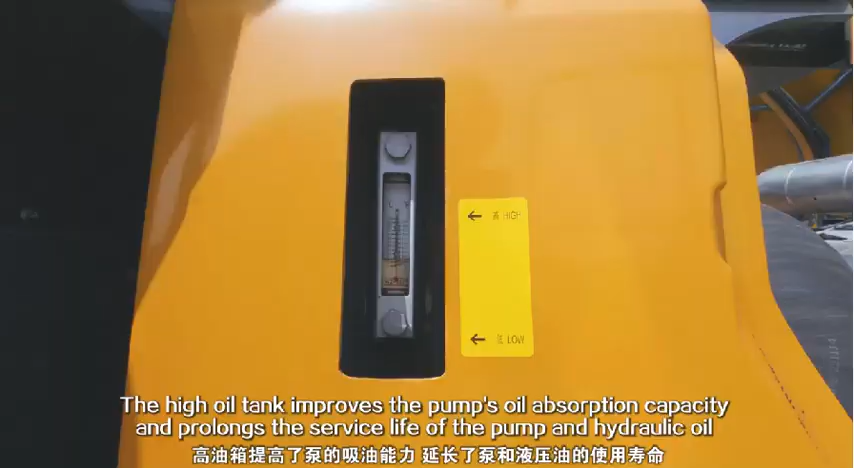 ← 高 HIGH
← 低 LOW
The high oil tank improves the pump's oil absorption capacity
and prolongs the service life of the pump and hydraulic oil
高油箱提高了泵的吸油能力 延长了泵和液压油的使用寿命